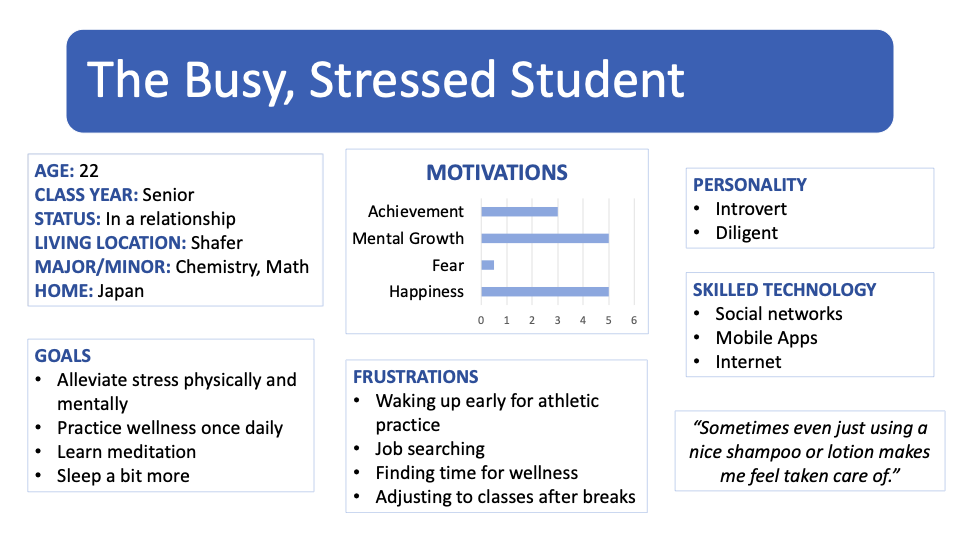 The Busy, Stressed Student
AGE: 22
CLASS YEAR: Senior
STATUS: In a relationship
LIVING LOCATION: Shafer
MAJOR/MINOR: Chemistry, Math
HOME: Japan
GOALS
• Alleviate stress physically and
mentally
• Practice wellness once daily
• Learn meditation
• Sleep a bit more
MOTIVATIONS
Achievement
Mental Growth
Fear
Happiness
0 1 2 3 4 5 6
FRUSTRATIONS
• Waking up early for athletic
practice
• Job searching
• Finding time for wellness
• Adjusting to classes after breaks
PERSONALITY
• Introvert
• Diligent
SKILLED TECHNOLOGY
• Social networks
• Mobile Apps
• Internet
“Sometimes even just using a
nice shampoo or lotion makes
me feel taken care of.”